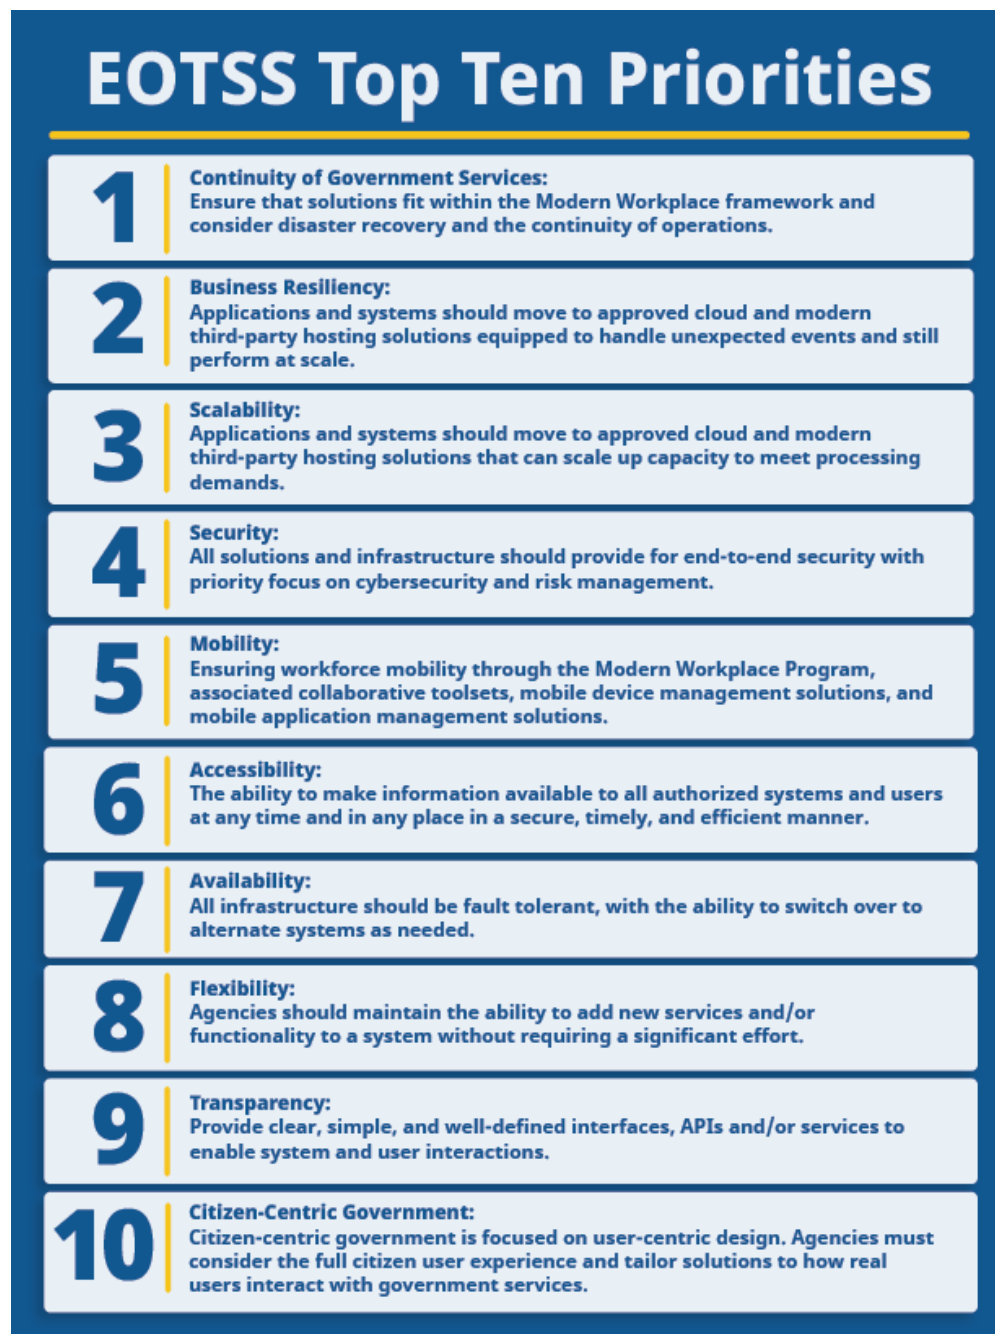 EOTSS Top Ten Priorities
1
Continuity of Government Services:
Ensure that solutions fit within the Modern Workplace framework and
consider disaster recovery and the continuity of operations.
2
Business Resiliency:
Applications and systems should move to approved cloud and modern
third-party hosting solutions equipped to handle unexpected events and still
perform at scale.
3
Scalability:
Applications and systems should move to approved cloud and modern
third-party hosting solutions that can scale up capacity to meet processing
demands.
4
Security:
All solutions and infrastructure should provide for end-to-end security with
priority focus on cybersecurity and risk management.
5
Mobility:
Ensuring workforce mobility through the Modern Workplace Program,
associated collaborative toolsets, mobile device management solutions, and
mobile application management solutions.
6
Accessibility:
The ability to make information available to all authorized systems and users
at any time and in any place in a secure, timely, and efficient manner.
7
Availability:
All infrastructure should be fault tolerant, with the ability to switch over to
alternate systems as needed.
8
Flexibility:
Agencies should maintain the ability to add new services and/or
functionality to a system without requiring a significant effort.
9
Transparency:
Provide clear, simple, and well-defined interfaces, APIs and/or services to
enable system and user interactions.
10
Citizen-Centric Government:
Citizen-centric government is focused on user-centric design. Agencies must
consider the full citizen user experience and tailor solutions to how real
users interact with government services.